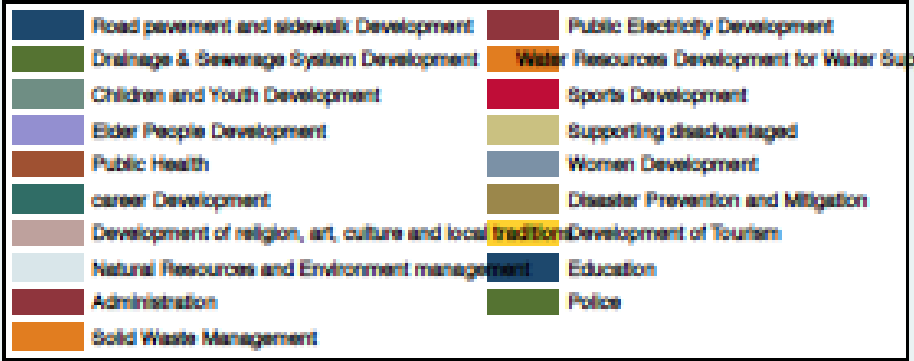 Road pavement and sidewalk Development
Public Electricity Development
Drainage & Sewerage System Development
Water Resources Development for Water Sup
Children and Youth Development
Sports Development
Elder People Development
Supporting disadvantaged
Public Health
Women Development
career Development
Disaster Prevention and Mitigation
Development of religion, art, culture and local traditions
Development of Tourism
Natural Resources and Environment management
Education
Administration
Police
Solid Waste Management